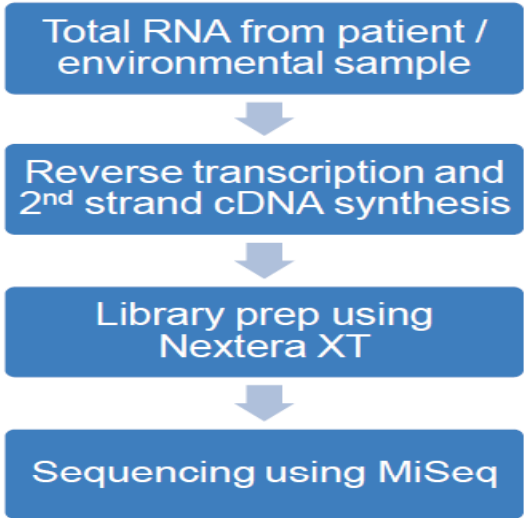 Total RNA from patient /
environmental sample
Reverse transcription and
2nd strand cDNA synthesis
Library prep using
Nextera XT
Sequencing using MiSeq